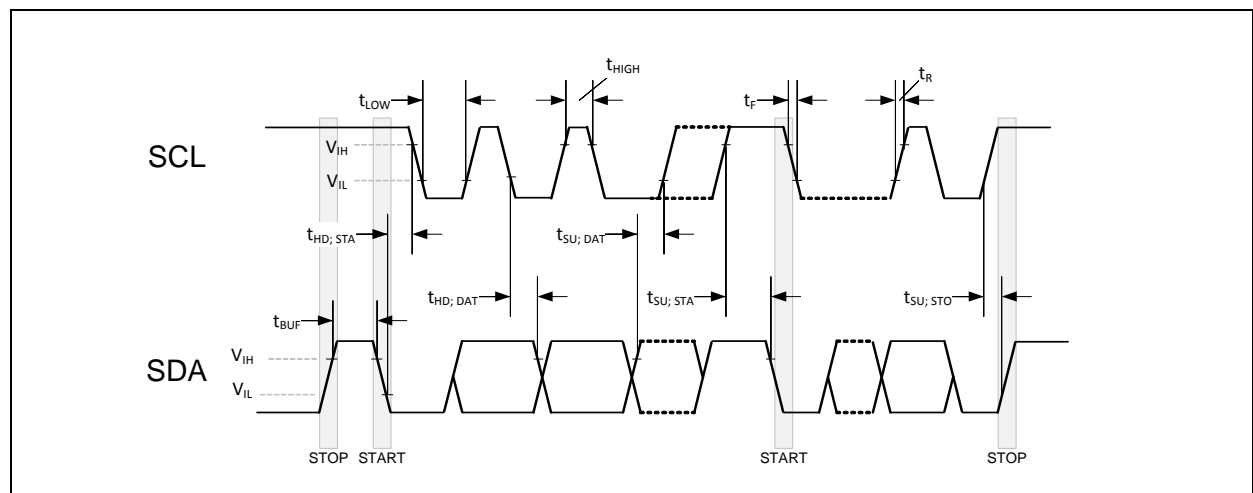 tHIGH
tR
tLOW
tF
SCL
VIH
VIL
tHD; STA
tSU; DAT
tHD; DAT
tSU; STA
tSU; STO
tBUF
VIH
SDA
VIL
STOP START START STOP